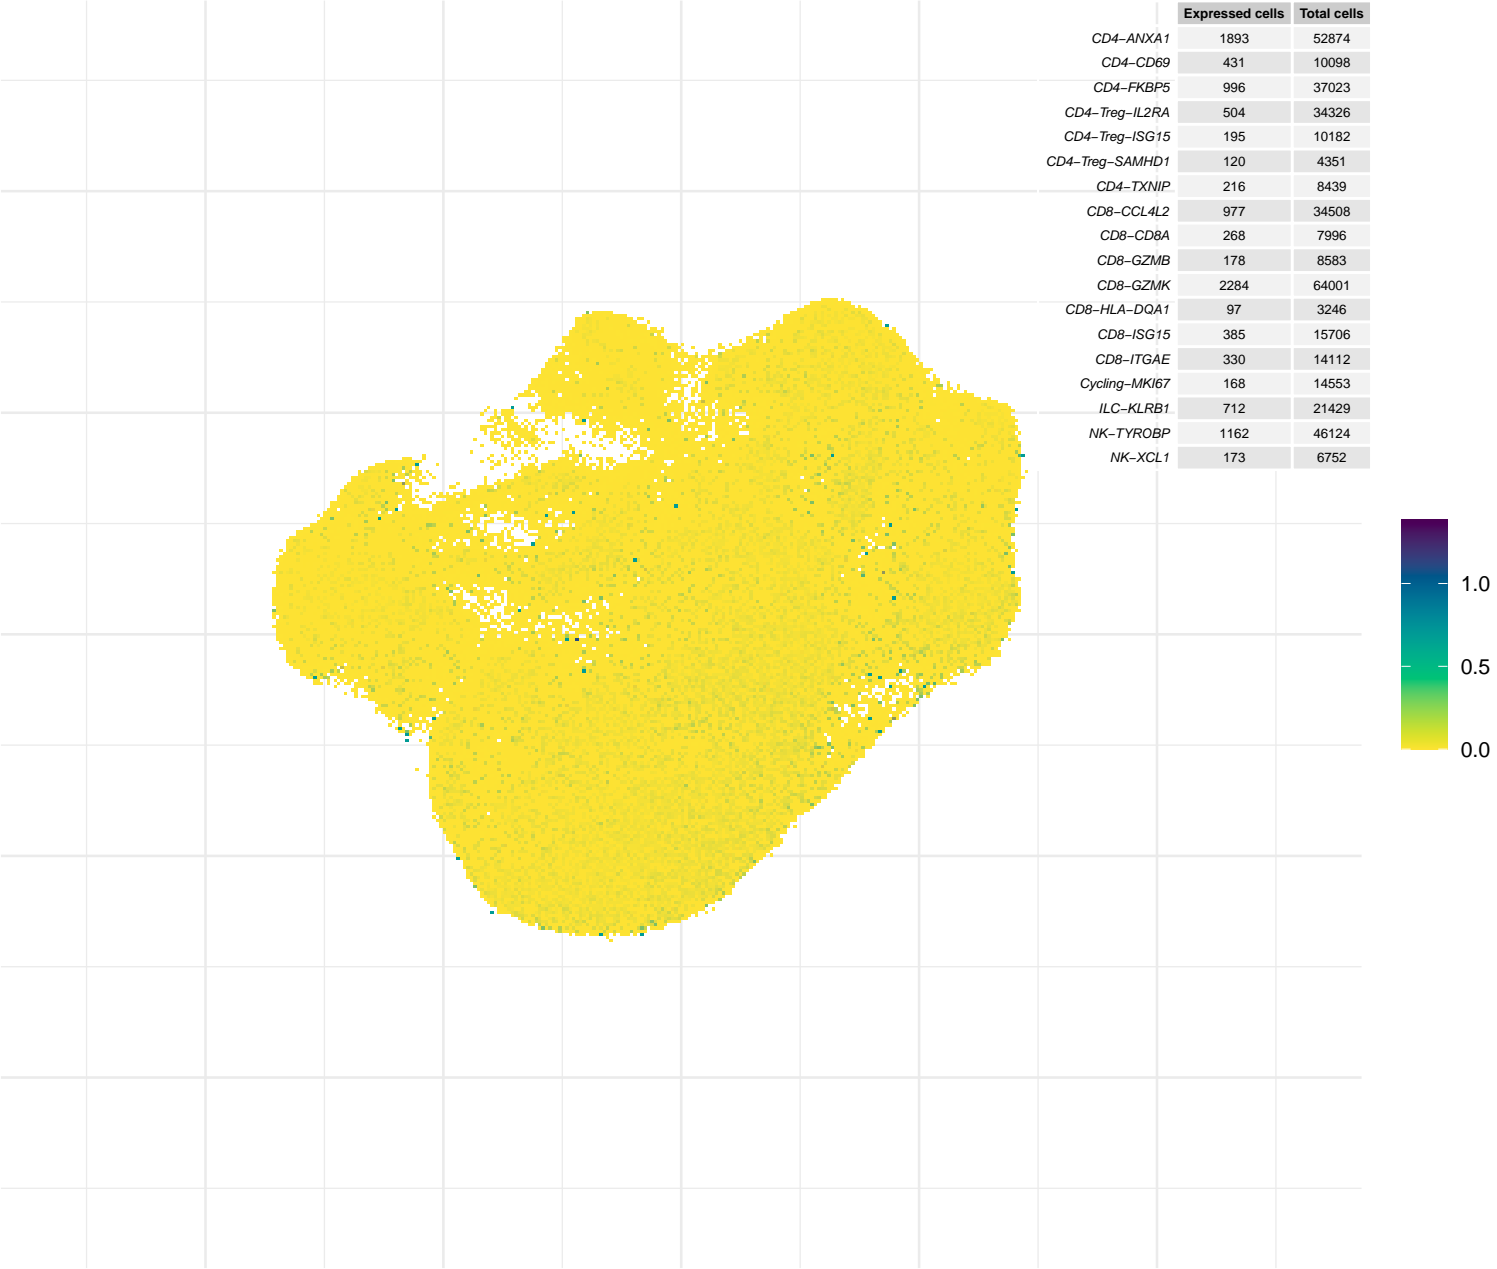 Expressed cells Total cells
CD4−ANXA1 1893 52874
CD4−CD69 431 10098
CD4−FKBP5 996 37023
CD4−Treg−IL2RA 504 34326
CD4−Treg−ISG15 195 10182
CD4−Treg−SAMHD1 120 4351
CD4−TXNIP 216 8439
CD8−CCL4L2 977 34508
CD8−CD8A 268 7996
CD8−GZMB 178 8583
CD8−GZMK 2284 64001
CD8−HLA−DQA1 97 3246
CD8−ISG15 385 15706
CD8−ITGAE 330 14112
Cycling−MKI67 168 14553
ILC−KLRB1 712 21429
NK−TYROBP 1162 46124
NK−XCL1 173 6752
1.0
0.5
0.0